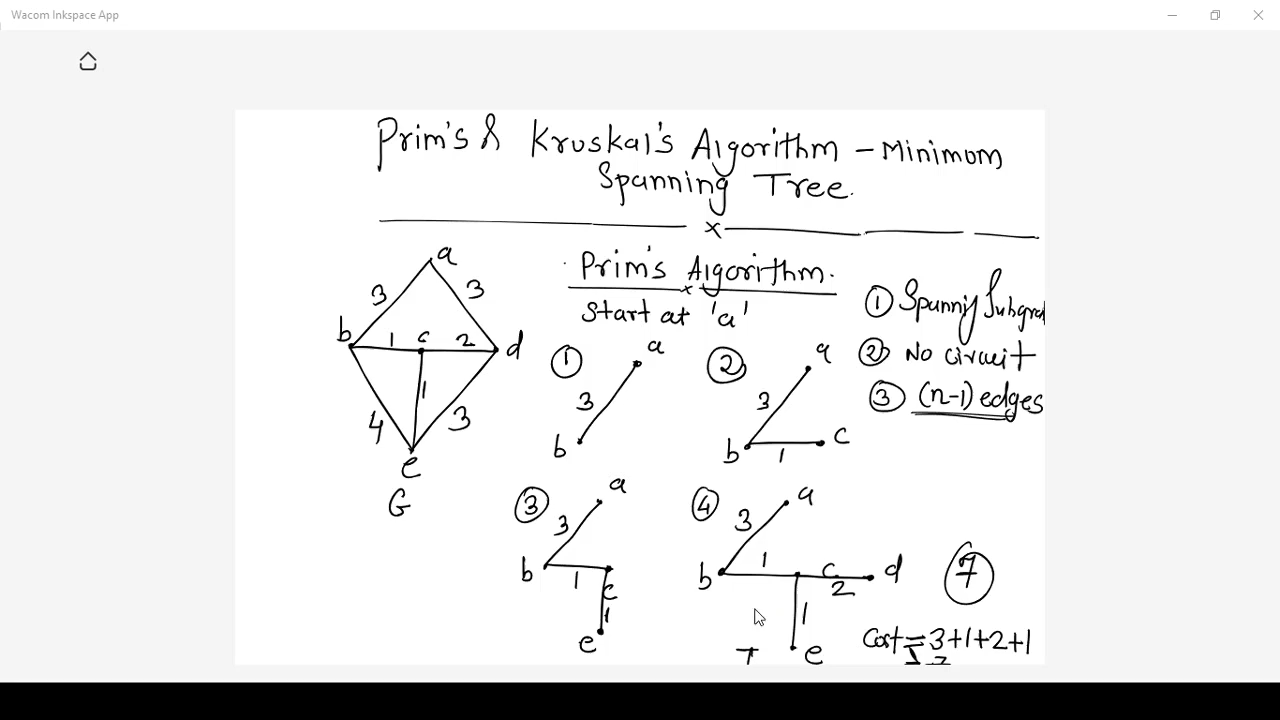 Wacom Inkspace App
Prim's & Kruskal's Algorithm – Minimum
Spanning Tree.
x
Prim's Algorithm.
x
Start at 'a'
① Spannig Subgra
② No circuit
③ (n-1) edges
a
3 3
b 1 c 2 d
1
4 3
e
G
① a
3
b
② a
3
b 1 c
③ a
3
b 1 c
1
e
④ a
3
b 1 c d
2
1
T e
7
Cost = 3+1+2+1